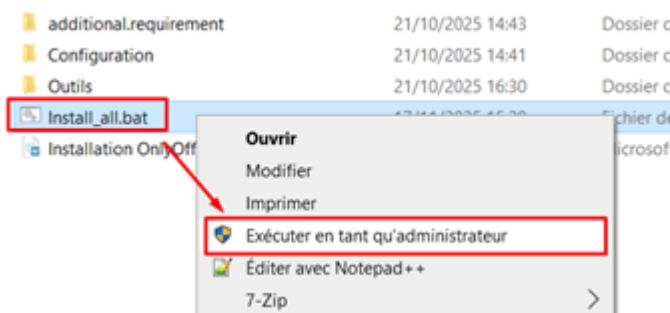 additional.requirement 21/10/2025 14:43 Dossier
Configuration 21/10/2025 14:41 Dossier
Outils 21/10/2025 16:30 Dossier
Install_all.bat
Installation
Ouvrir
Modifier
Imprimer
Exécuter en tant qu'administrateur
Éditer avec Notepad++
7-Zip